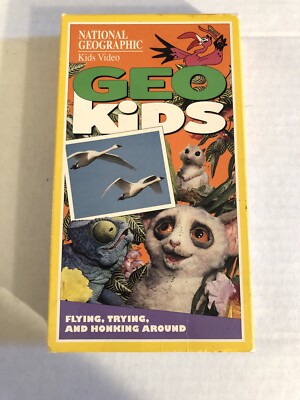 NATIONAL
GEOGRAPHIC
Kids Video
GEO
KiDS
FLYING, TRYING,
AND HONKING AROUND